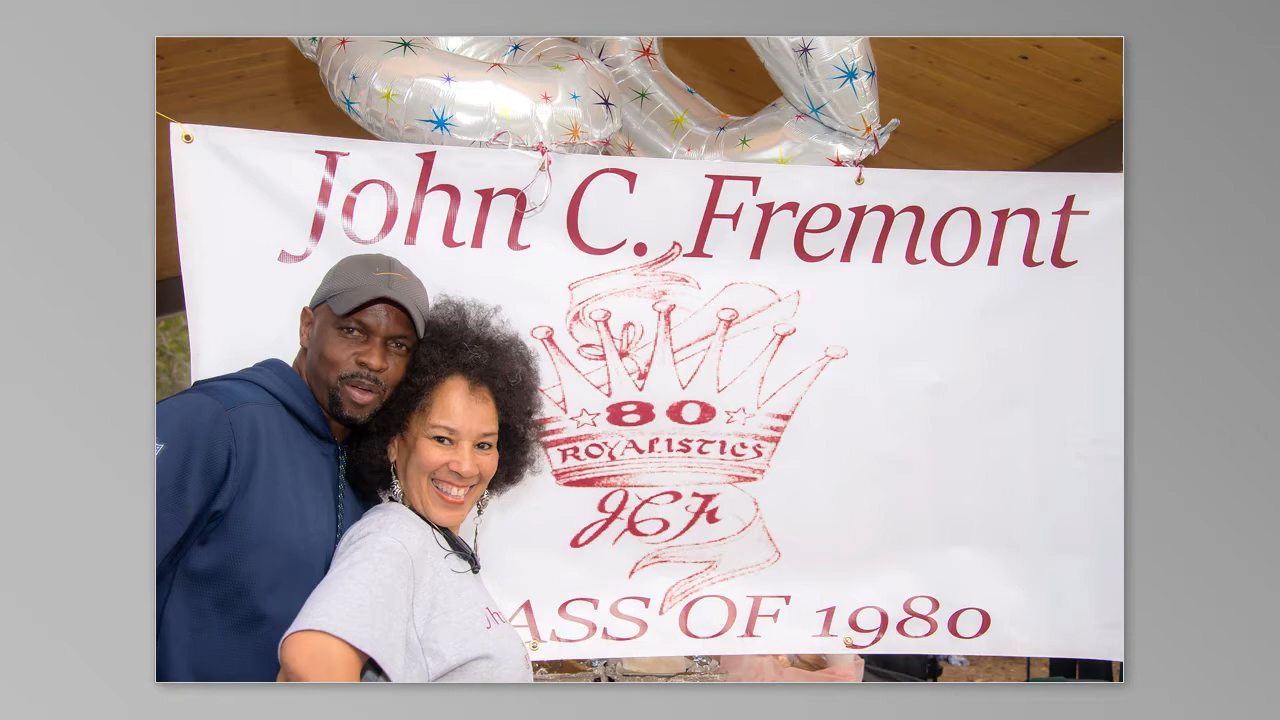 John C. Fremont
80
ROYALISTICS
JCF
ASS OF 1980